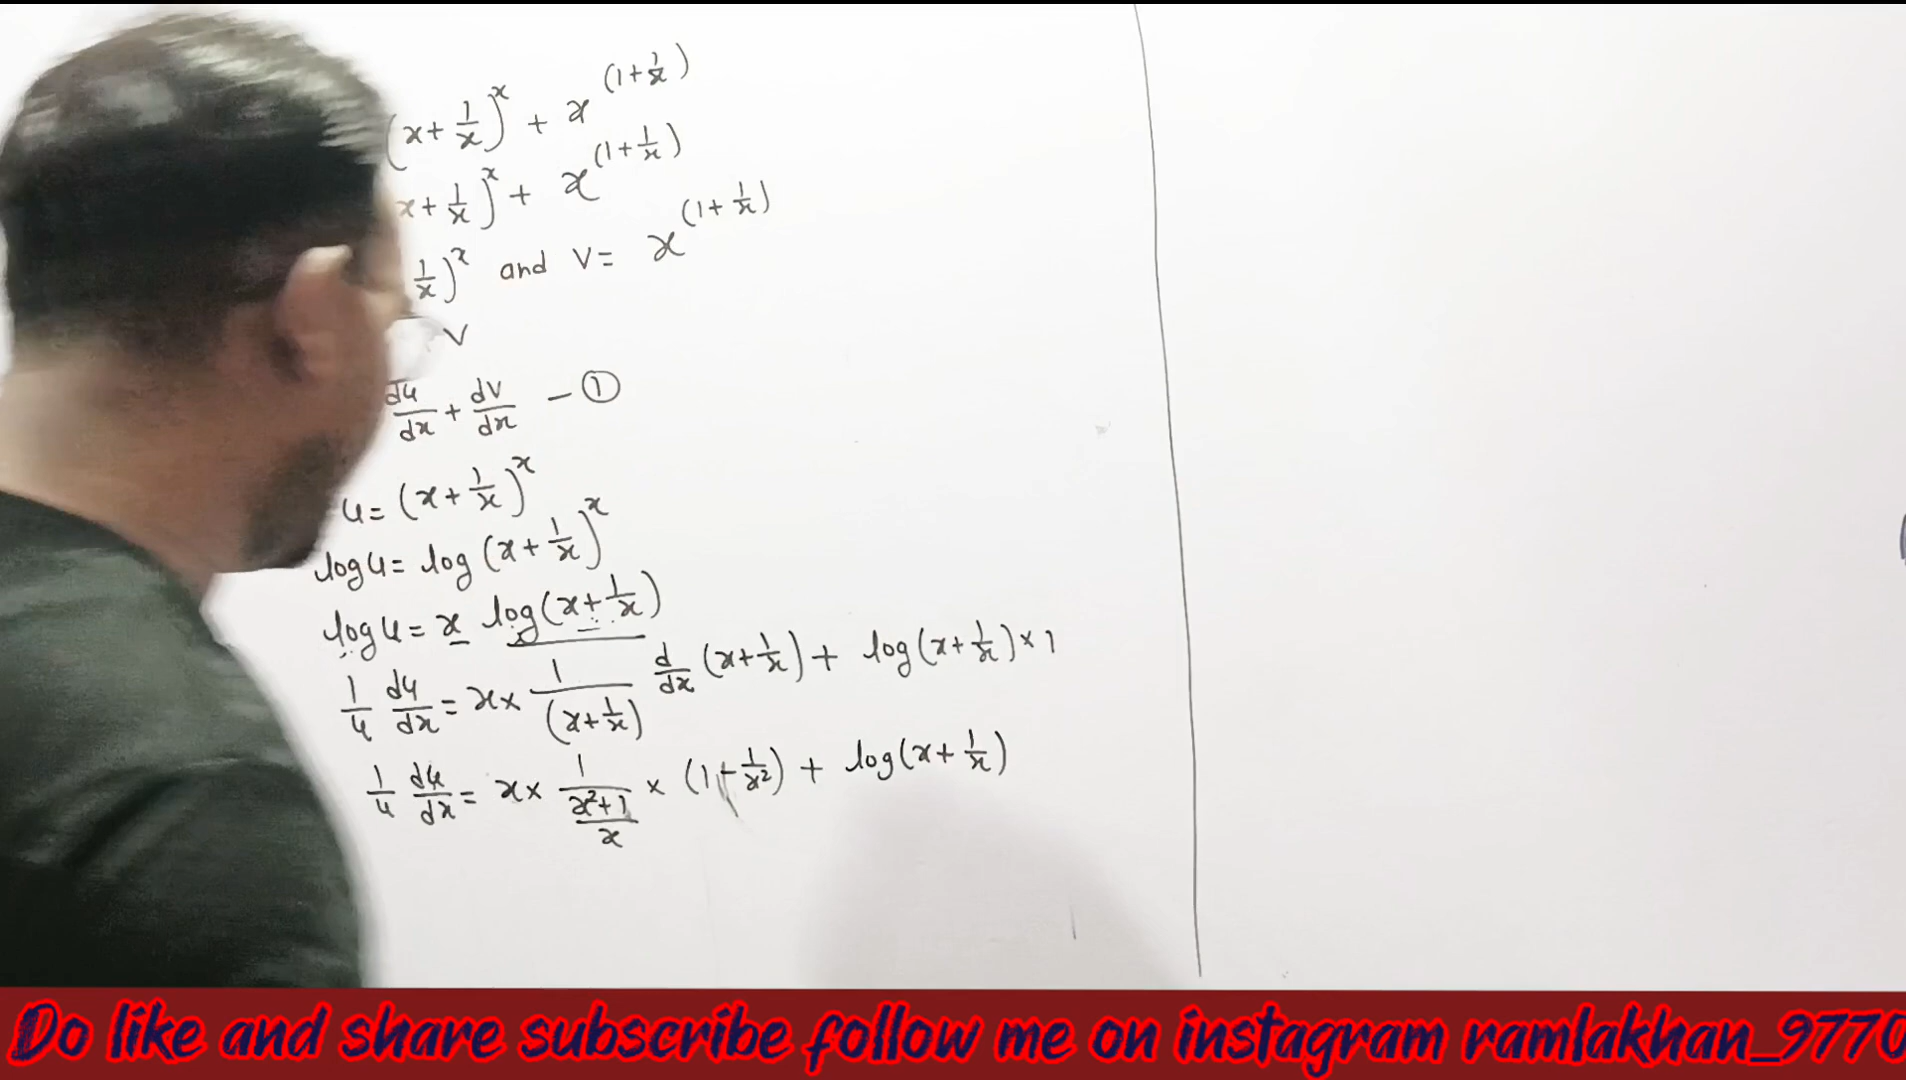 (x + 1/x)^x + x^(1 + 1/x)
x + 1/x)^x + x^(1 + 1/x)
1/x)^x and v = x^(1 + 1/x)
v
du/dx + dv/dx — ①
u = (x + 1/x)^x
log u = log (x + 1/x)^x
log u = x log(x + 1/x)
1/u du/dx = x × 1/(x + 1/x) d/dx (x + 1/x) + log(x + 1/x) × 1
1/u du/dx = x × 1/((x² + 1)/x) × (1 - 1/x²) + log(x + 1/x)
Do like and share subscribe follow me on instagram ramlakhan_9770